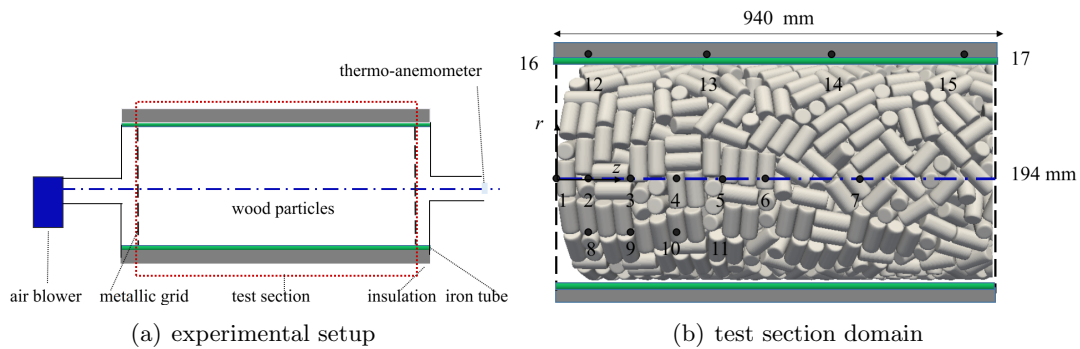 thermo-anemometer
wood particles
air blower metallic grid test section insulation iron tube
(a) experimental setup
940 mm
16 17
12 13 14 15
r
z
194 mm
1 2 3 4 5 6 7
8 9 10 11
(b) test section domain